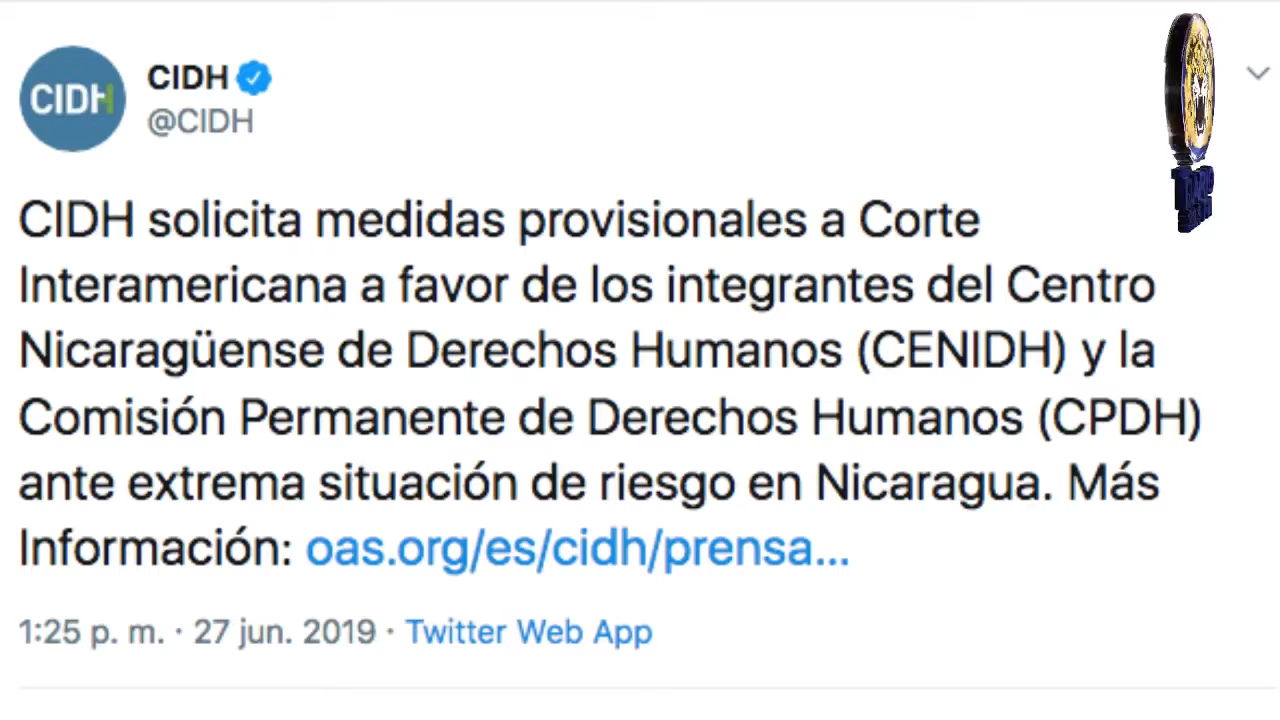 CIDH
CIDH
@CIDH
CIDH solicita medidas provisionales a Corte
Interamericana a favor de los integrantes del Centro
Nicaragüense de Derechos Humanos (CENIDH) y la
Comisión Permanente de Derechos Humanos (CPDH)
ante extrema situación de riesgo en Nicaragua. Más
Información: oas.org/es/cidh/prensa...
1:25 p. m. · 27 jun. 2019 · Twitter Web App